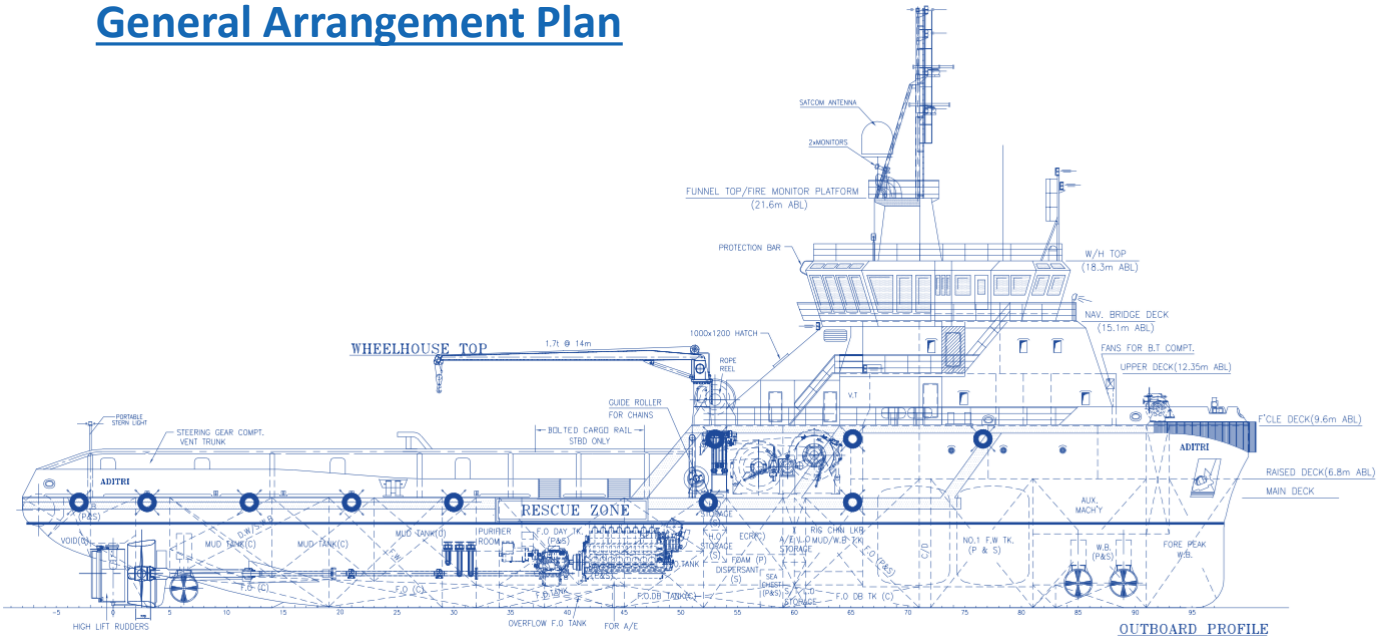 General Arrangement Plan
SATCOM ANTENNA
2xMONITORS
FUNNEL TOP/FIRE MONITOR PLATFORM
(21.6m ABL)
PROTECTION BAR
W/H TOP
(18.3m ABL)
NAV. BRIDGE DECK
(15.1m ABL)
1000x1200 HATCH
WHEELHOUSE TOP
1.7t @ 14m
FANS FOR B.T COMPT.
UPPER DECK(12.35m ABL)
ROPE
REEL
V.T
GUIDE ROLLER
FOR CHAINS
PORTABLE
STERN LIGHT
STEERING GEAR COMPT.
VENT TRUNK
BOLTED CARGO RAIL
STBD ONLY
F'CLE DECK(9.6m ABL)
ADITRI
ADITRI
RAISED DECK(6.8m ABL)
MAIN DECK
RESCUE ZONE
AUX.
MACH'Y
(P&S)
VOID(C)
MUD TANK(C)
MUD TANK(C)
MUD TANK(C)
PURIFIER
ROOM
F.O DAY TK
(P&S)
STORAGE
H.O
STORAGE
(S)
ECR(C)
STORAGE
RIG CHN LKR
MUD/W.B
FOAM (P)
DISPERSANT
(S)
SEA
CHEST
(P&S)
F.O (P&S)
C/D
NO.1 F.W TK.
(P & S)
W.B.
(P&S)
FORE PEAK
W.B.
F.O (C)
F.O (C)
(P&S)
F.O.DB TANK(C)
STORAGE
F.O DB TK (C)
-5 0 5 10 15 20 25 30 35 40 45 50 55 60 65 70 75 80 85 90 95
HIGH LIFT RUDDERS
OVERFLOW F.O TANK
FOR A/E
OUTBOARD PROFILE